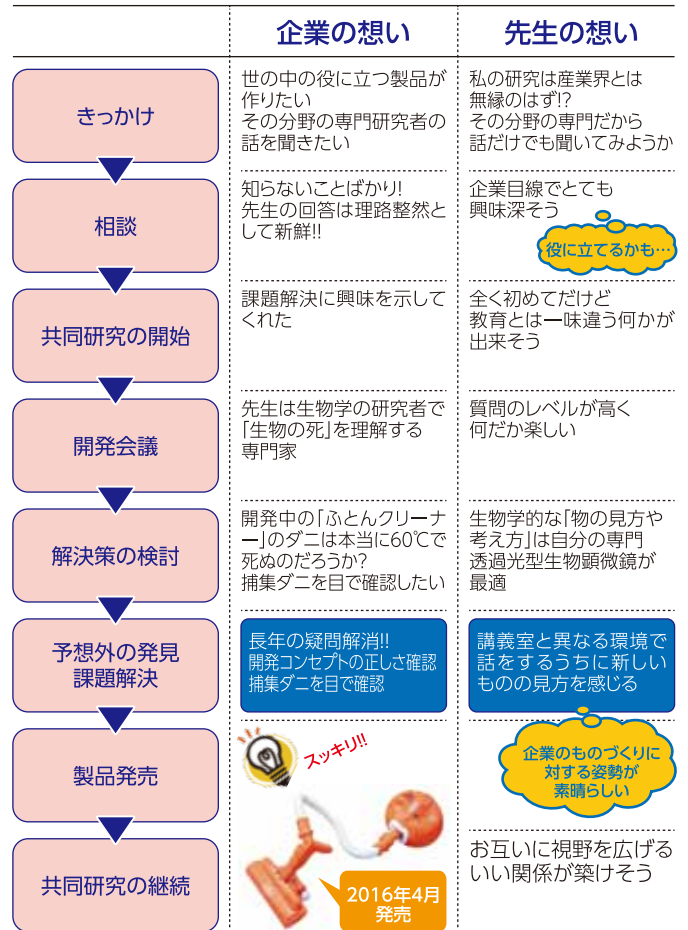 企業の想い
先生の想い
きっかけ
世の中の役に立つ製品が
作りたい
その分野の専門研究者の
話を聞きたい
私の研究は産業界とは
無縁のはず!?
その分野の専門だから
話だけでも聞いてみようか
相談
知らないことばかり!
先生の回答は理路整然と
して新鮮!!
企業目線でとても
興味深そう
役に立てるかも…
共同研究の開始
課題解決に興味を示して
くれた
全く初めてだけど
教育とは一味違う何かが
出来そう
開発会議
先生は生物学の研究者で
「生物の死」を理解する
専門家
質問のレベルが高く
何だか楽しい
解決策の検討
開発中の「ふとんクリーナ
ー」のダニは本当に60℃で
死ぬのだろうか?
捕集ダニを目で確認したい
生物学的な「物の見方や
考え方」は自分の専門
透過光型生物顕微鏡が
最適
予想外の発見
課題解決
長年の疑問解消!!
開発コンセプトの正しさ確認
捕集ダニを目で確認
講義室と異なる環境で
話をするうちに新しい
ものの見方を感じる
製品発売
スッキリ!!
企業のものづくりに
対する姿勢が
素晴らしい
共同研究の継続
2016年4月
発売
お互いに視野を広げる
いい関係が築けそう